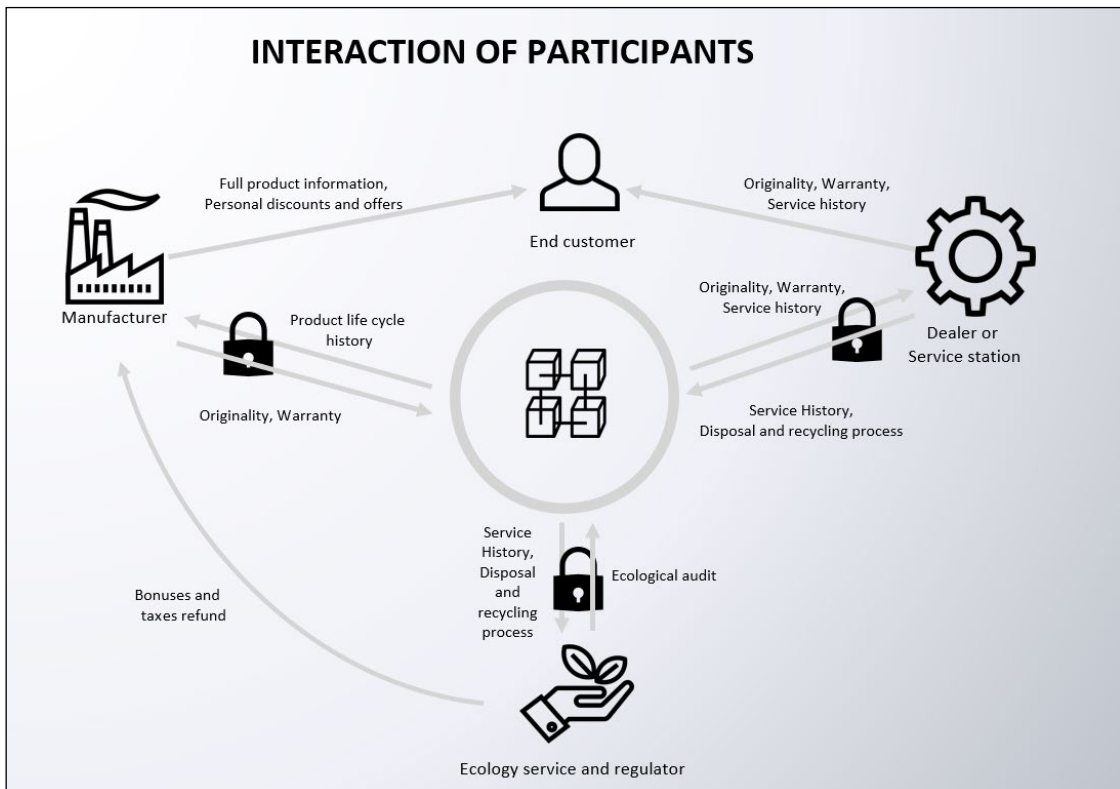 INTERACTION OF PARTICIPANTS
Full product information,
Personal discounts and offers
Originality, Warranty,
Service history
End customer
Manufacturer
Product life cycle
history
Originality, Warranty,
Service history
Dealer or
Service station
Originality, Warranty
Service History,
Disposal and recycling process
Service
History,
Disposal
and
recycling
process
Ecological audit
Bonuses and
taxes refund
Ecology service and regulator